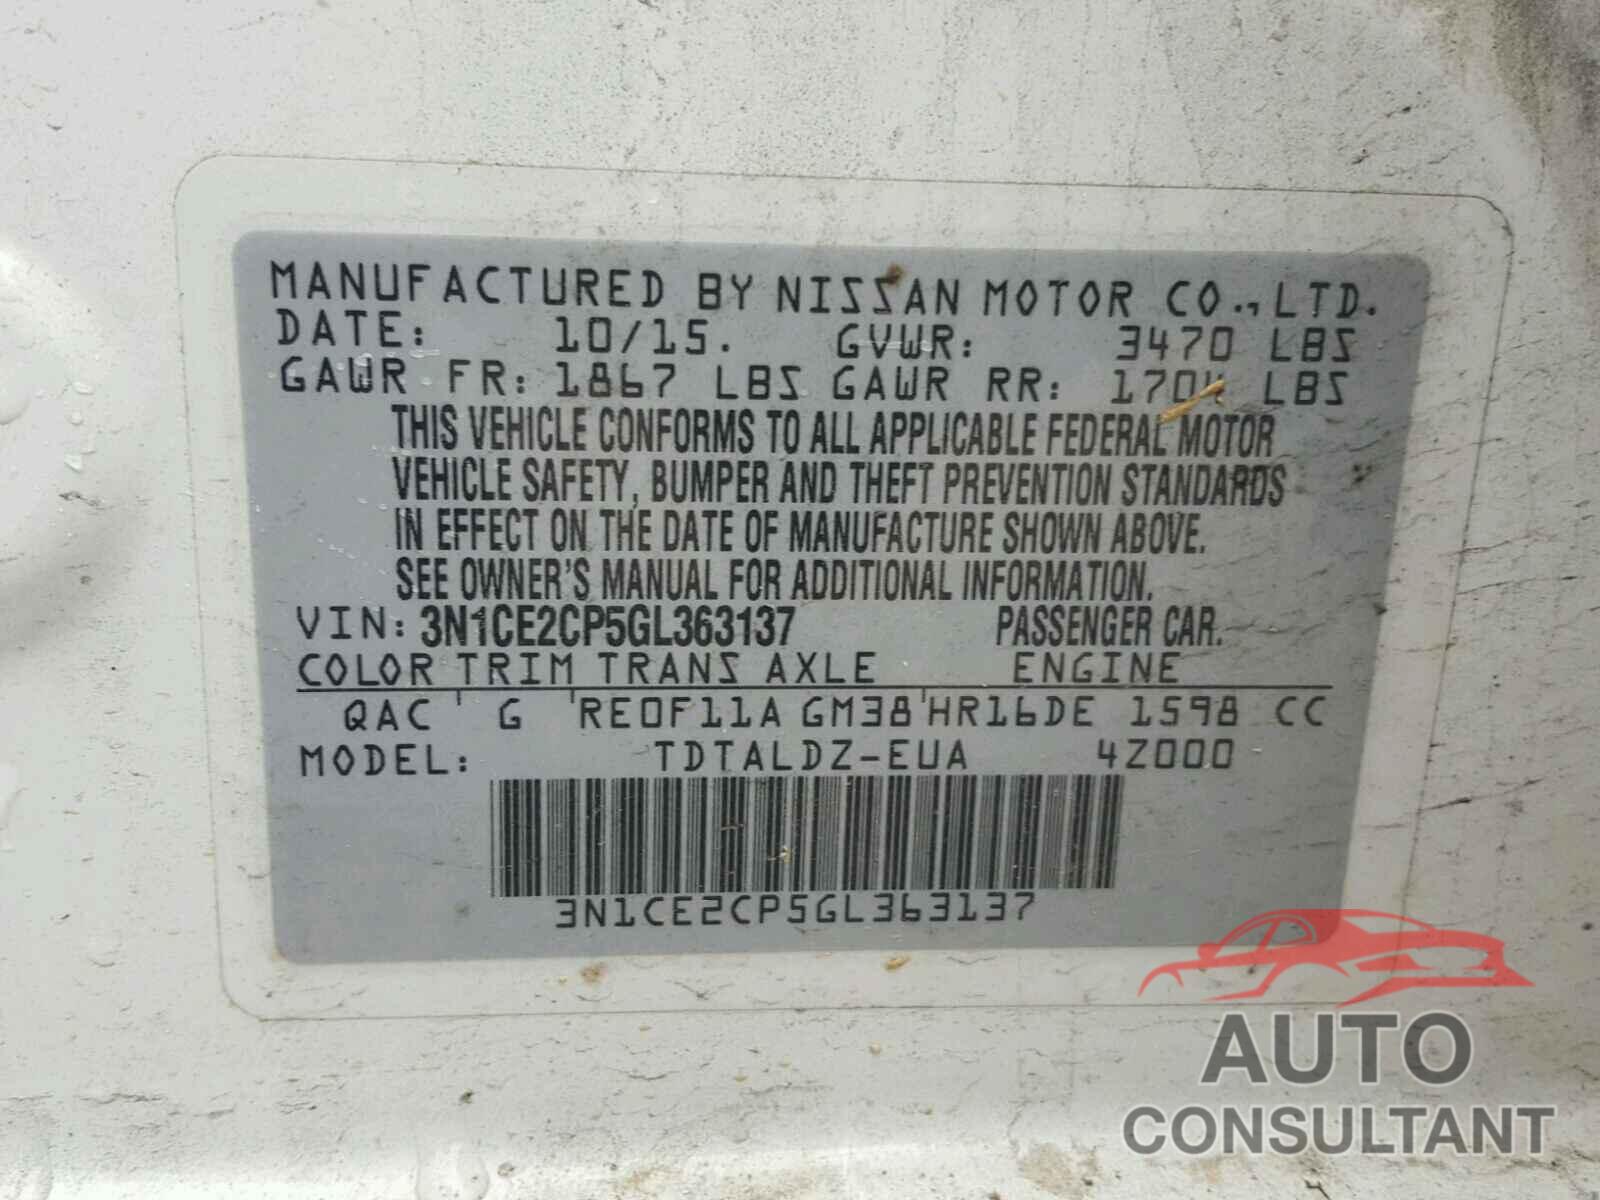 MANUFACTURED BY NISSAN MOTOR CO., LTD.
DATE: 10/15. GVWR: 3470 LBS
GAWR FR: 1867 LBS GAWR RR: LBS
THIS VEHICLE CONFORMS TO ALL APPLICABLE FEDERAL MOTOR
VEHICLE SAFETY, BUMPER AND THEFT PREVENTION STANDARDS
IN EFFECT ON THE DATE OF MANUFACTURE SHOWN ABOVE.
SEE OWNER'S MANUAL FOR ADDITIONAL INFORMATION.
VIN: 3N1CE2CP5GL363137 PASSENGER CAR.
COLOR TRIM TRANS AXLE ENGINE
QAC ' G ' RE0F11A GM38 ' HR16DE 1598 CC
MODEL: TDTALDZ-EUA 4Z000
3N1CE2CP5GL363137
AUTO
CONSULTANT